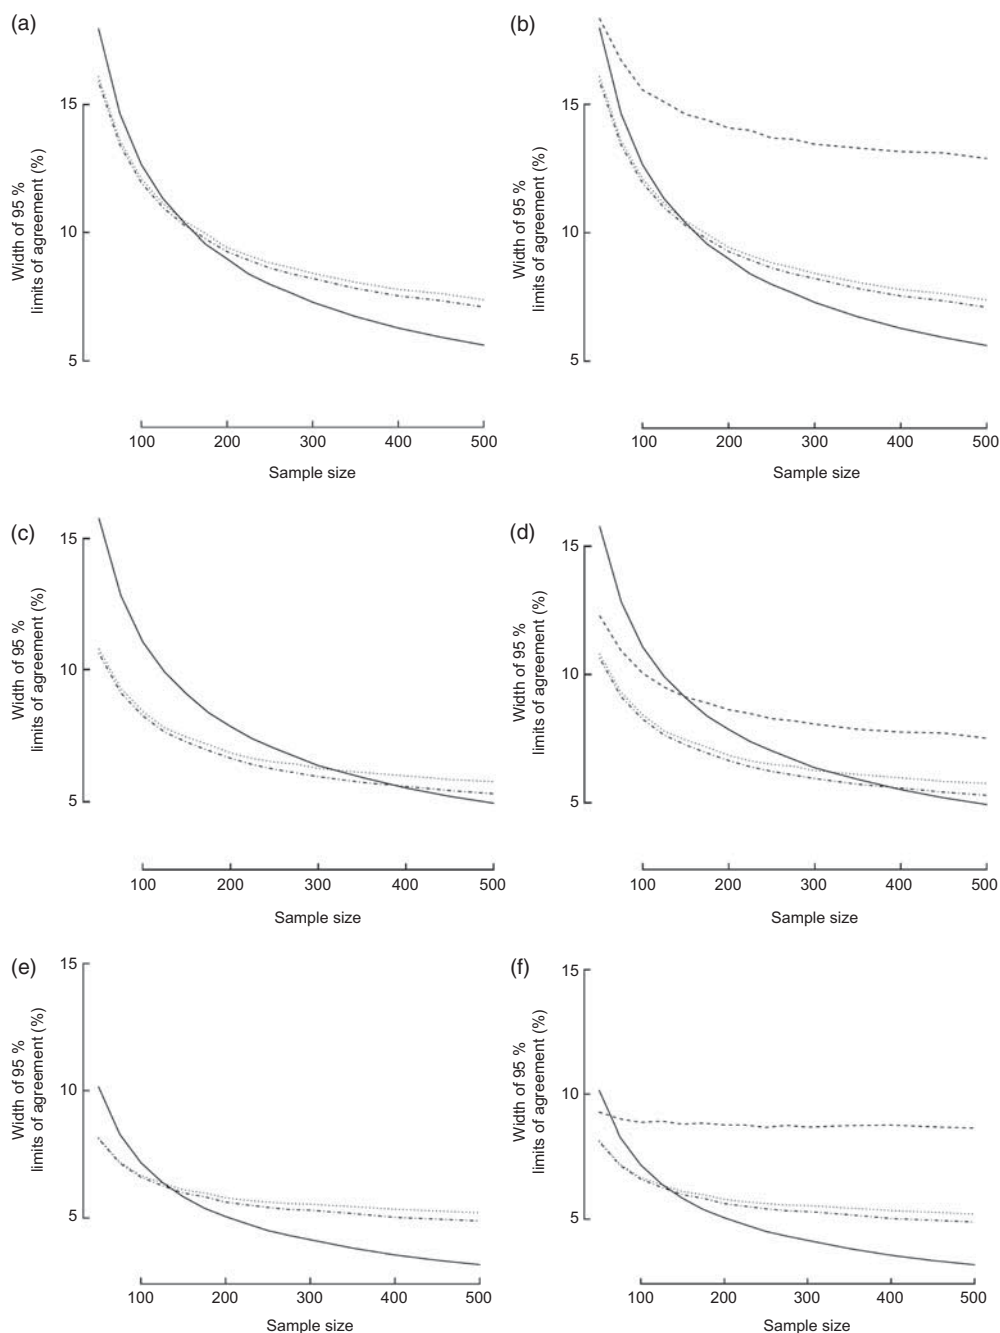 (a)
15
10
5
Width of 95 %
limits of agreement (%)
100 200 300 400 500
Sample size
(b)
15
10
5
Width of 95 %
limits of agreement (%)
100 200 300 400 500
Sample size
(c)
15
10
5
Width of 95 %
limits of agreement (%)
100 200 300 400 500
Sample size
(d)
15
10
5
Width of 95 %
limits of agreement (%)
100 200 300 400 500
Sample size
(e)
15
10
5
Width of 95 %
limits of agreement (%)
100 200 300 400 500
Sample size
(f)
15
10
5
Width of 95 %
limits of agreement (%)
100 200 300 400 500
Sample size